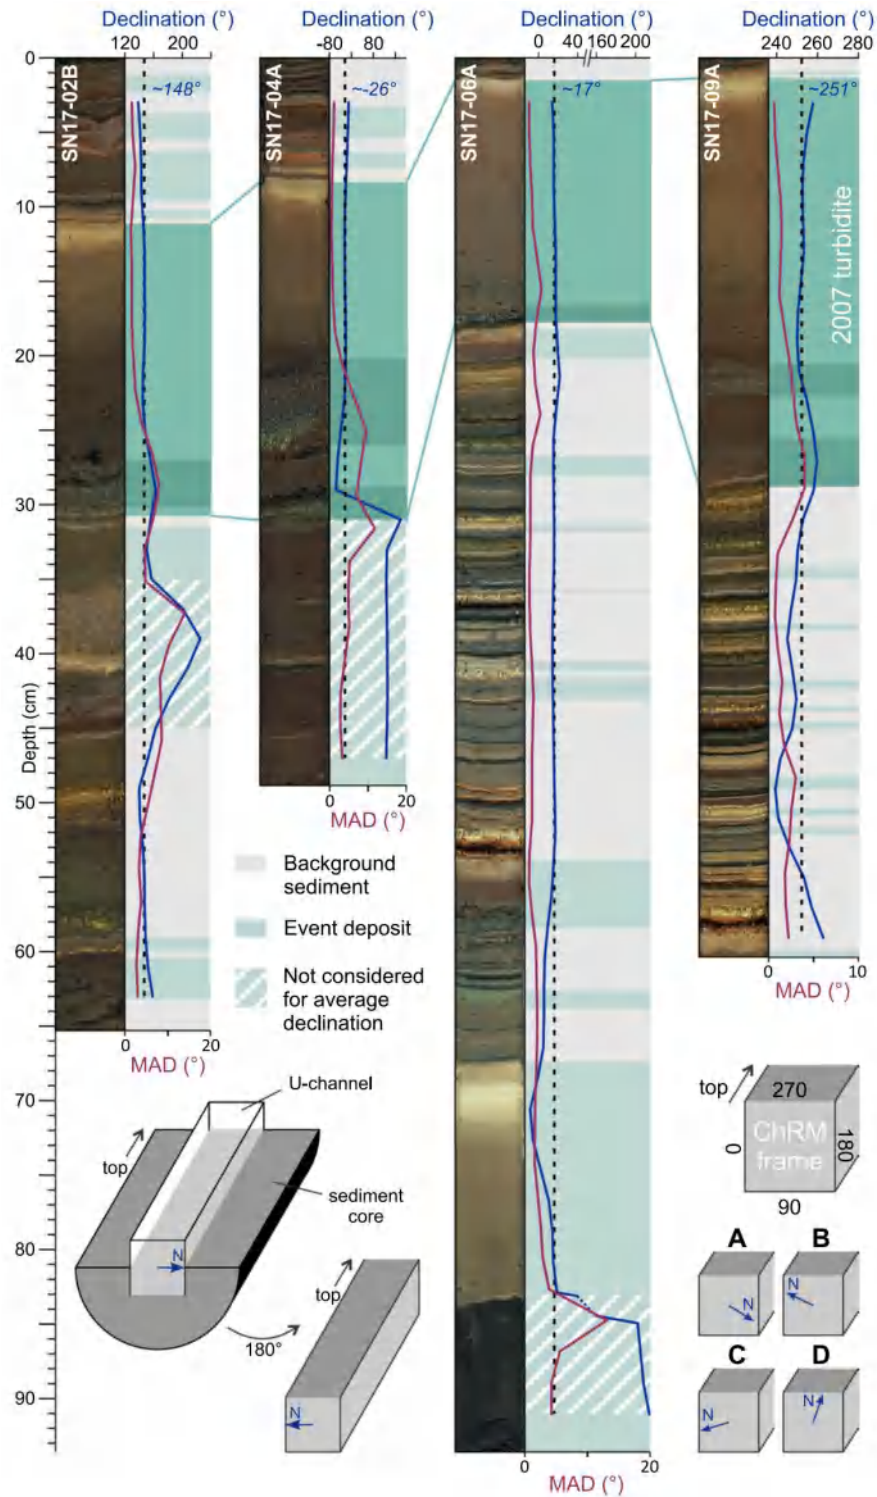 Declination (°)
120 200
Declination (°)
-80 80
Declination (°)
0 40 160 200
Declination (°)
240 260 280
SN17-02B
~148°
SN17-04A
~-26°
SN17-06A
~17°
SN17-09A
~251°
2007 turbidite
0
10
20
30
40
50
60
70
80
90
Depth (cm)
0 20
MAD (°)
0 20
MAD (°)
0 20
MAD (°)
0 10
MAD (°)
Background
sediment
Event deposit
Not considered
for average
declination
U-channel
top
sediment
core
N
180°
top
N
top
270
0
ChRM
frame
180
90
A
N
B
N
C
N
D
N